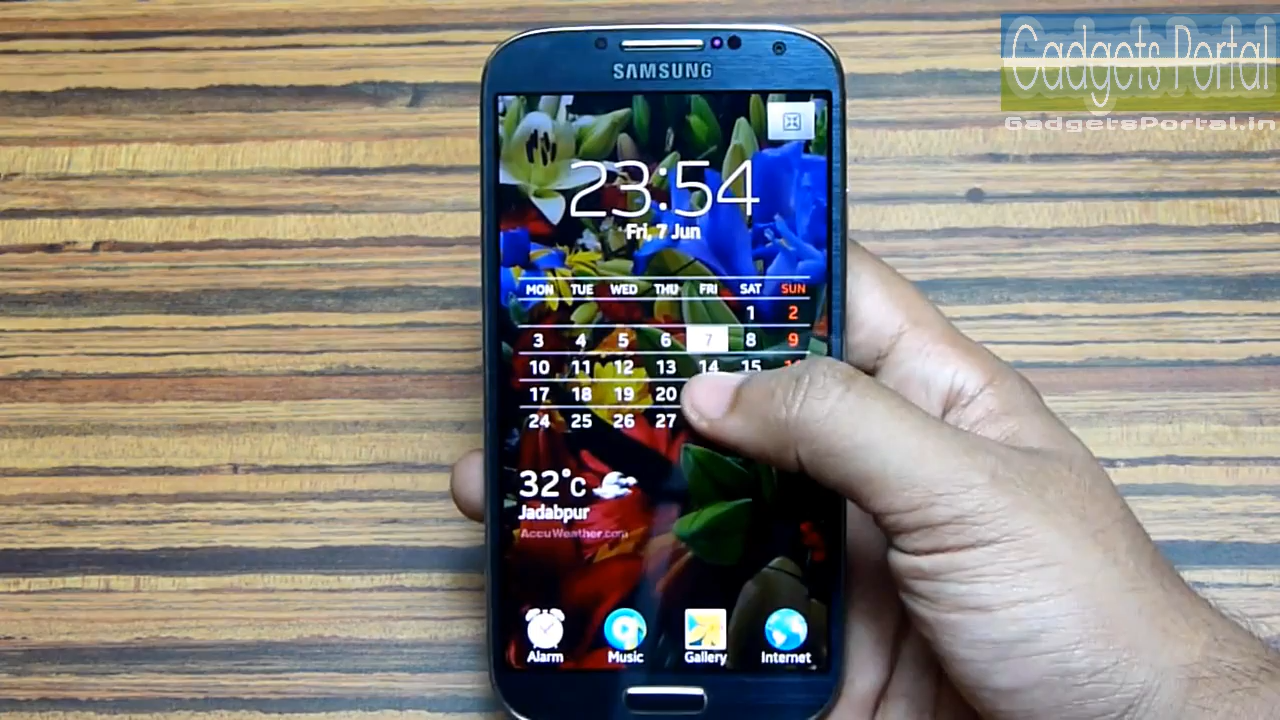 Gadgets Portal
GadgetsPortal.in
SAMSUNG
23:54
Fri, 7 Jun
MON TUE WED THU FRI SAT SUN
1 2
3 4 5 6 7 8 9
10 11 12 13 14 15
17 18 19 20
24 25 26 27
32°C
Jadabpur
AccuWeather.com
Alarm Music Gallery Internet